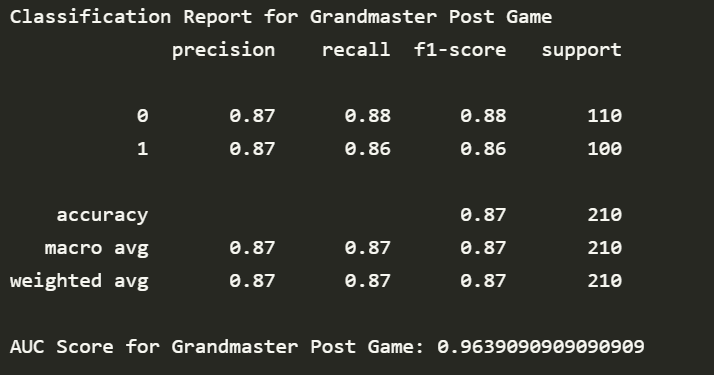 Classification Report for Grandmaster Post Game
precision recall f1-score support
0 0.87 0.88 0.88 110
1 0.87 0.86 0.86 100
accuracy 0.87 210
macro avg 0.87 0.87 0.87 210
weighted avg 0.87 0.87 0.87 210
AUC Score for Grandmaster Post Game: 0.9639090909090909